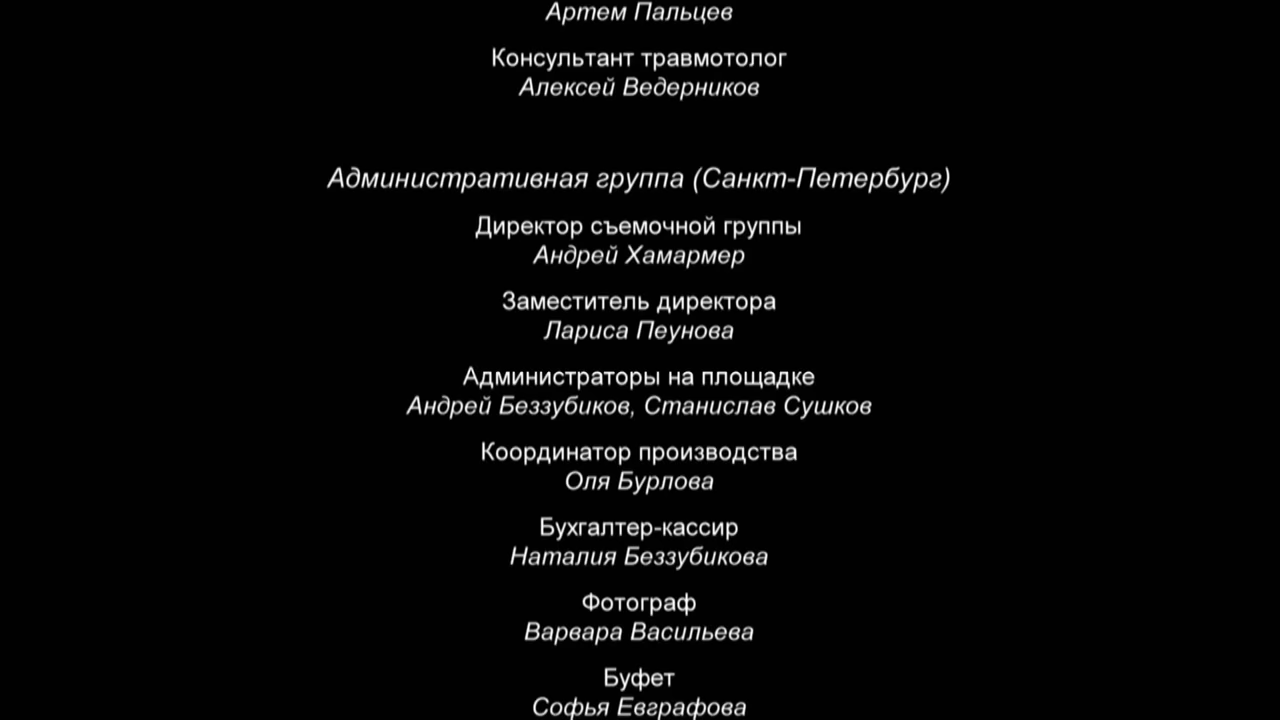 Артем Пальцев
Консультант травмотолог
Алексей Ведерников
Административная группа (Санкт-Петербург)
Директор съемочной группы
Андрей Хамармер
Заместитель директора
Лариса Пеунова
Администраторы на площадке
Андрей Беззубиков, Станислав Сушков
Координатор производства
Оля Бурлова
Бухгалтер-кассир
Наталия Беззубикова
Фотограф
Варвара Васильева
Буфет
Софья Евграфова